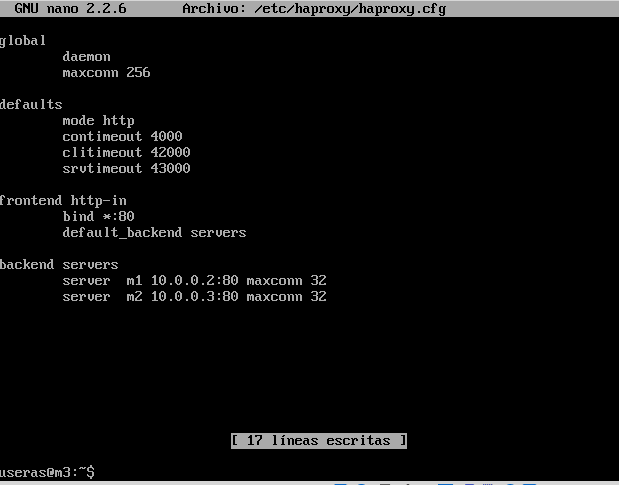 GNU nano 2.2.6 Archivo: /etc/haproxy/haproxy.cfg
global
daemon
maxconn 256
defaults
mode http
contimeout 4000
clitimeout 42000
srvtimeout 43000
frontend http-in
bind *:80
default_backend servers
backend servers
server m1 10.0.0.2:80 maxconn 32
server m2 10.0.0.3:80 maxconn 32
[ 17 líneas escritas ]
useras@m3:~$